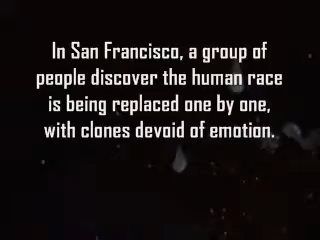 In San Francisco, a group of
people discover the human race
is being replaced one by one,
with clones devoid of emotion.